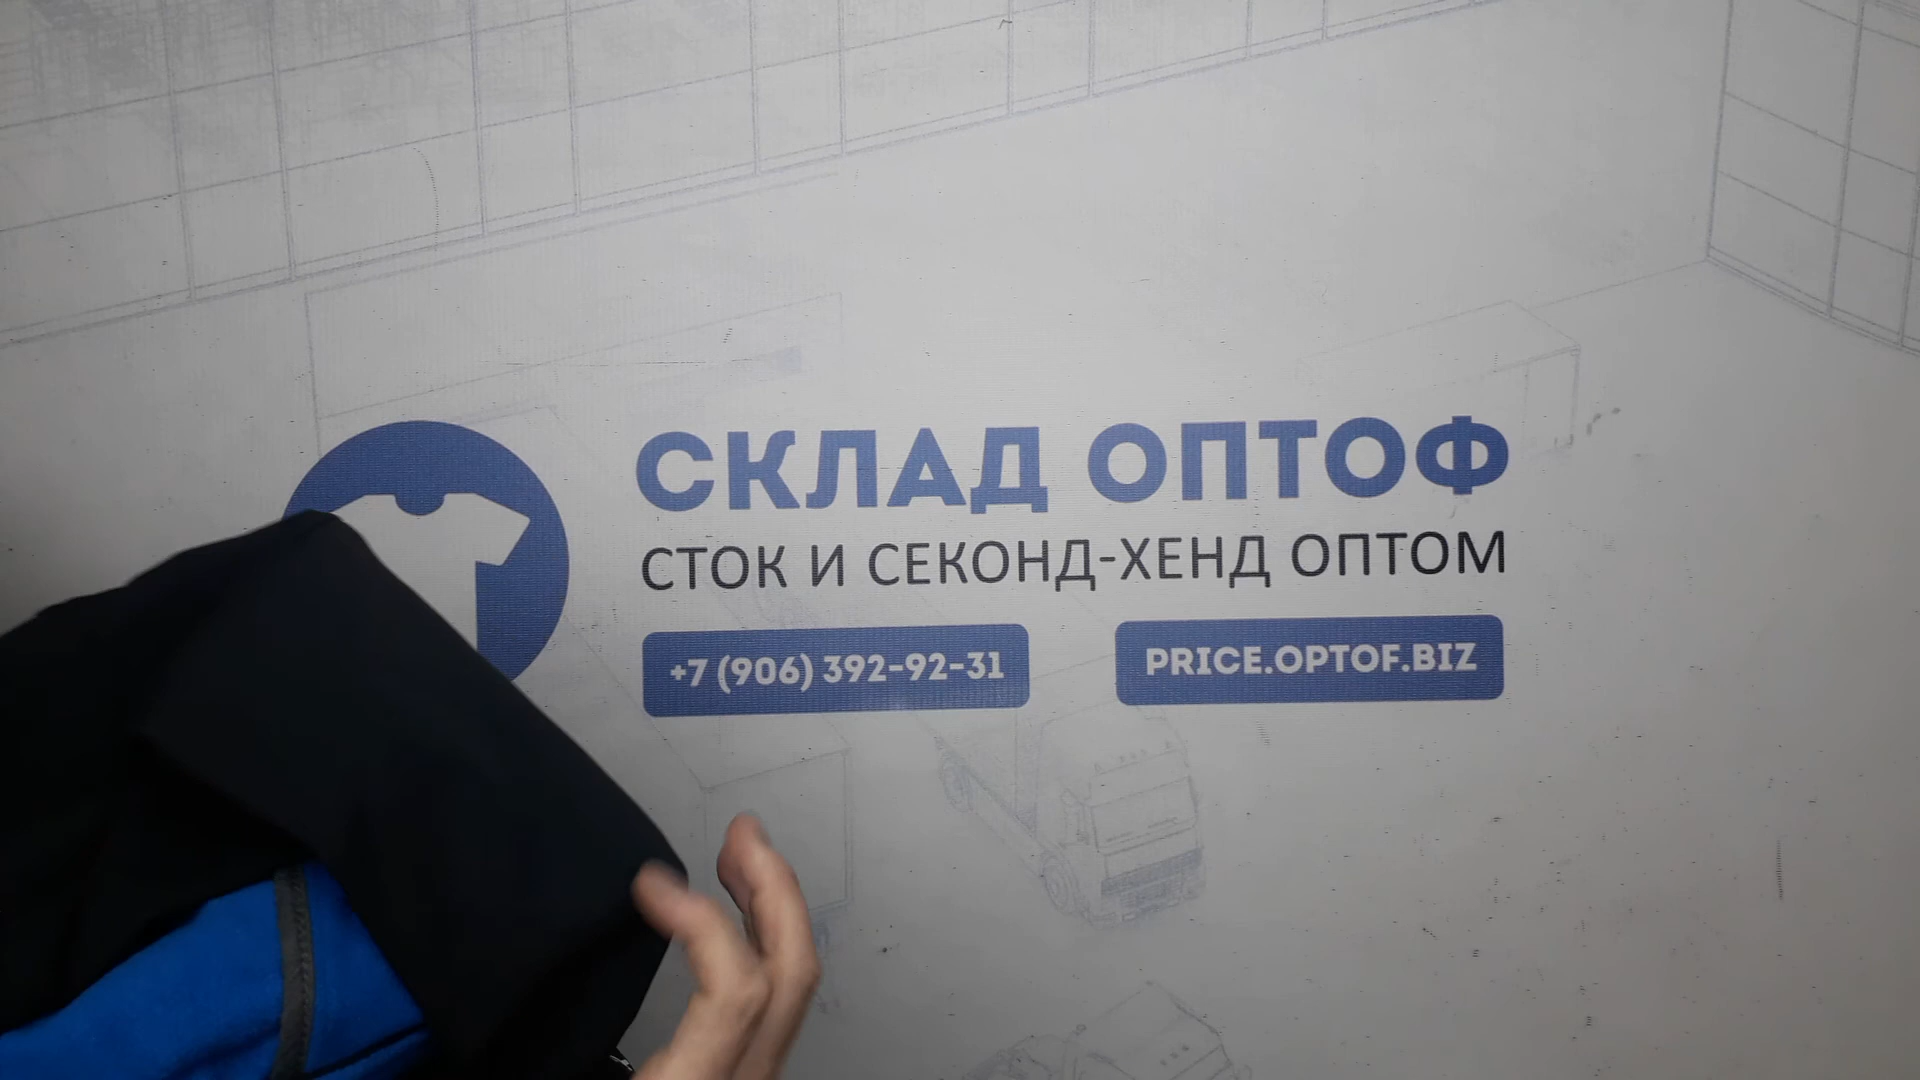 СКЛАД ОПТОФ
СТОК И СЕКОНД-ХЕНД ОПТОМ
+7 (906) 392-92-31
PRICE.OPTOF.BIZ